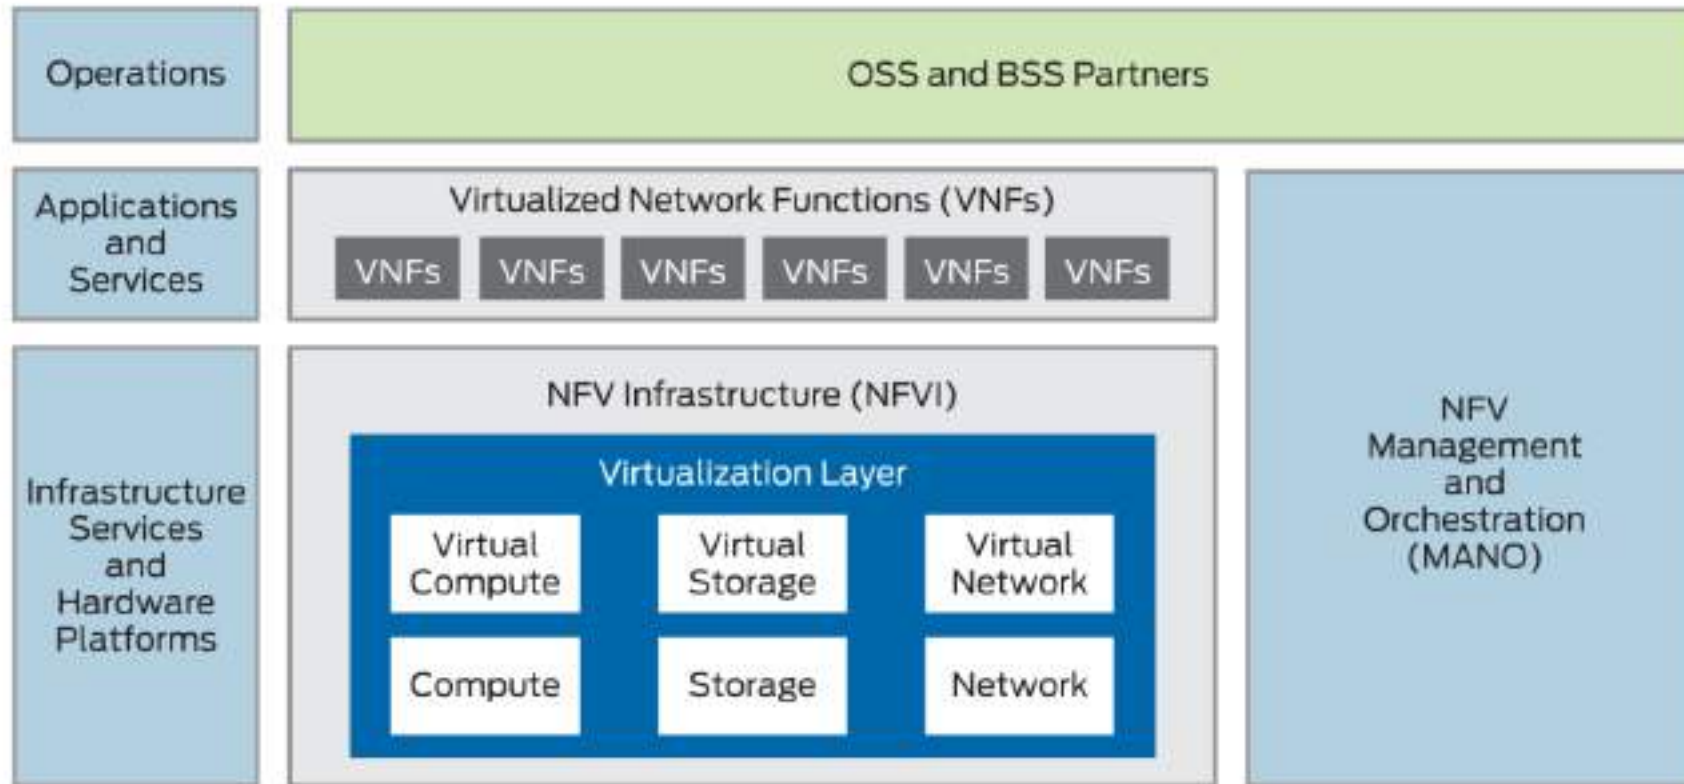 Operations
OSS and BSS Partners
Applications
and
Services
Virtualized Network Functions (VNFs)
VNFs VNFs VNFs VNFs VNFs VNFs
Infrastructure
Services
and
Hardware
Platforms
NFV Infrastructure (NFVI)
Virtualization Layer
Virtual
Compute
Virtual
Storage
Virtual
Network
Compute
Storage
Network
NFV
Management
and
Orchestration
(MANO)